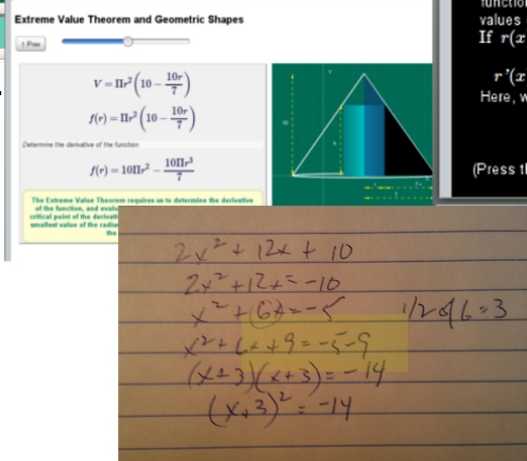 Extreme Value Theorem and Geometric Shapes
↑ Prev
V = Πr²(10 − 10r/7)
f(r) = Πr²(10 − 10r/7)
Determine the derivative of the function
f(r) = 10Πr² − 10Πr³/7
The Extreme Value Theorem requires us to determine the derivative
of the function, and
critical point of the
smallest value of the
the
values
If r(x
r'(x
Here, w
(Press t
2x² + 12x + 10
2x² + 12x = -10
x² + 6x = -5 1/2 of 6 = 3
x² + 6x + 9 = -5-9
(x+3)(x+3) = -14
(x+3)² = -14